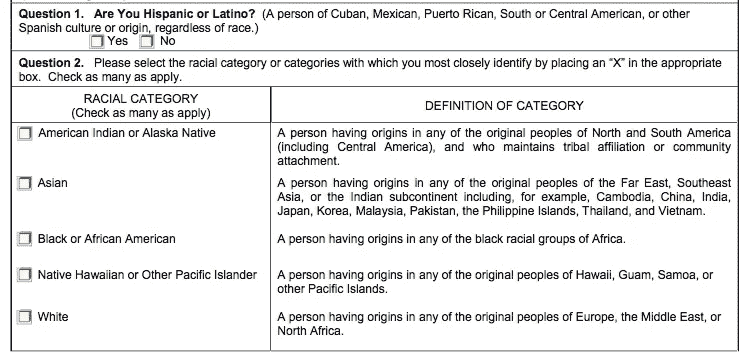 Question 1. Are You Hispanic or Latino? (A person of Cuban, Mexican, Puerto Rican, South or Central American, or other
Spanish culture or origin, regardless of race.)
Yes No
Question 2. Please select the racial category or categories with which you most closely identify by placing an “X” in the appropriate
box. Check as many as apply.
RACIAL CATEGORY
(Check as many as apply)
DEFINITION OF CATEGORY
American Indian or Alaska Native
A person having origins in any of the original peoples of North and South America
(including Central America), and who maintains tribal affiliation or community
attachment.
Asian
A person having origins in any of the original peoples of the Far East, Southeast
Asia, or the Indian subcontinent including, for example, Cambodia, China, India,
Japan, Korea, Malaysia, Pakistan, the Philippine Islands, Thailand, and Vietnam.
Black or African American
A person having origins in any of the black racial groups of Africa.
Native Hawaiian or Other Pacific Islander
A person having origins in any of the original peoples of Hawaii, Guam, Samoa, or
other Pacific Islands.
White
A person having origins in any of the original peoples of Europe, the Middle East, or
North Africa.